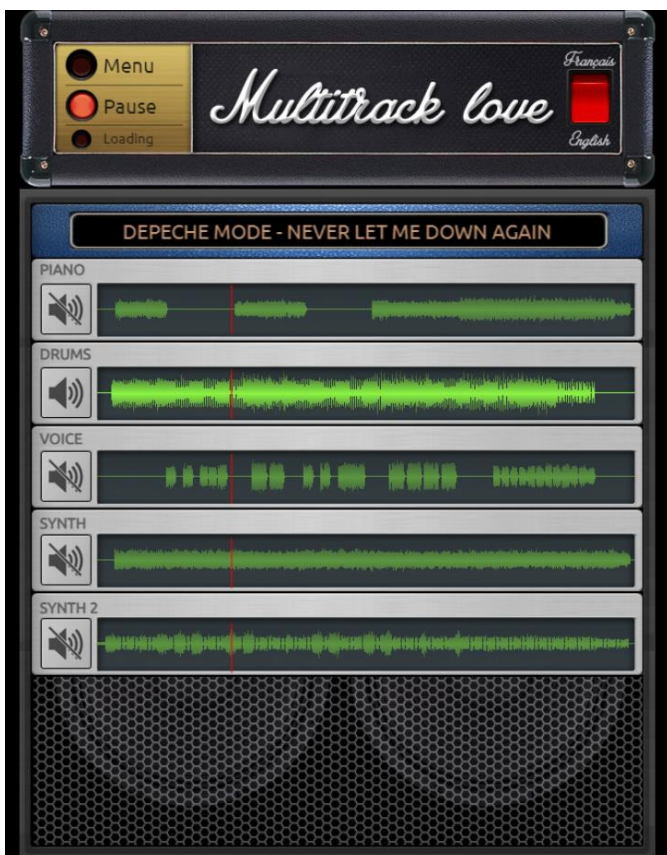 Menu
Pause
Loading
Multitrack love
Français
English
DEPECHE MODE - NEVER LET ME DOWN AGAIN
PIANO
DRUMS
VOICE
SYNTH
SYNTH 2